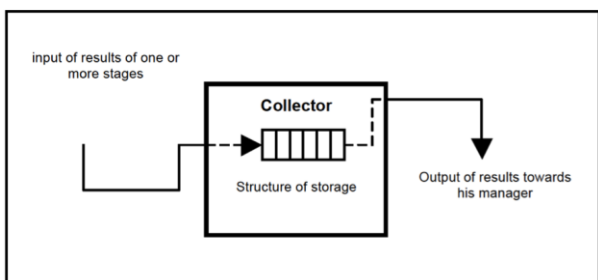 input of results of one or
more stages
Collector
Structure of storage
Output of results towards
his manager